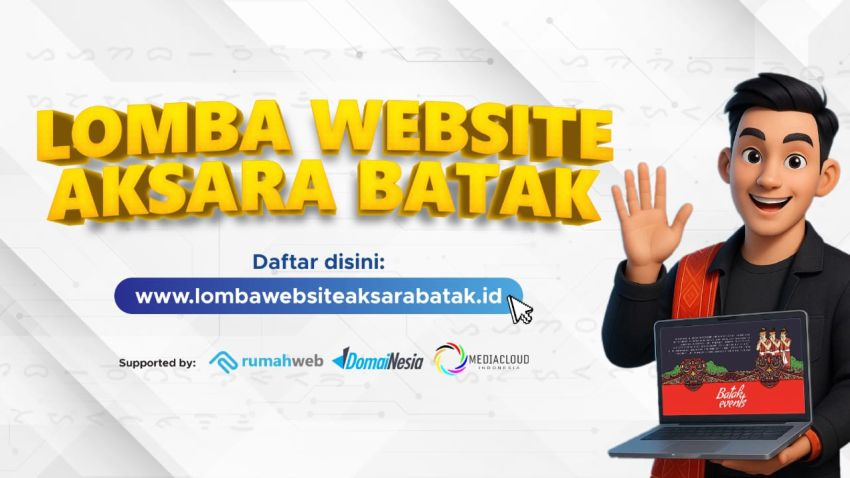 LOMBA WEBSITE
AKSARA BATAK
Daftar disini:
www.lombawebsiteaksarabatak.id
Supported by:
rumahweb
DomaiNesia
MEDIACLOUD
INDONESIA
Batak
events